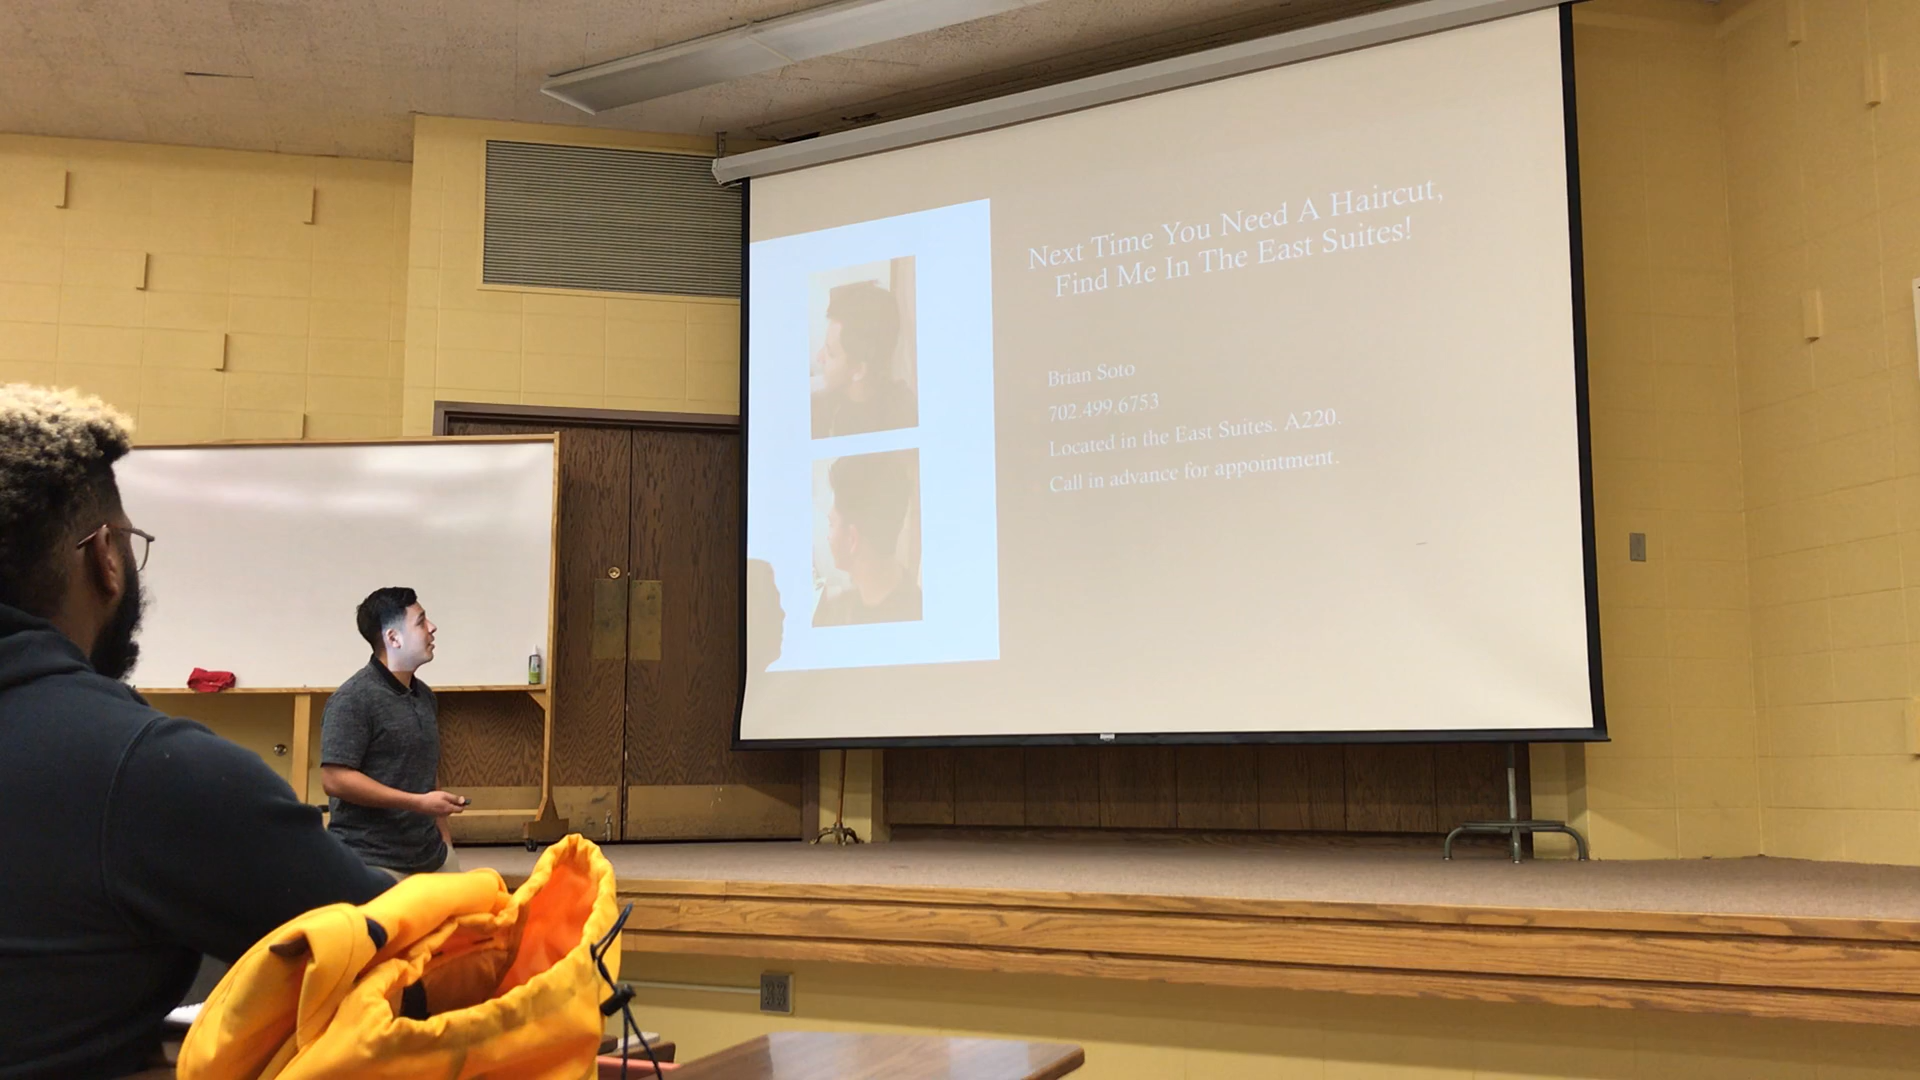 Next Time You Need A Haircut,
Find Me In The East Suites!
Brian Soto
702.499.6753
Located in the East Suites. A220.
Call in advance for appointment.